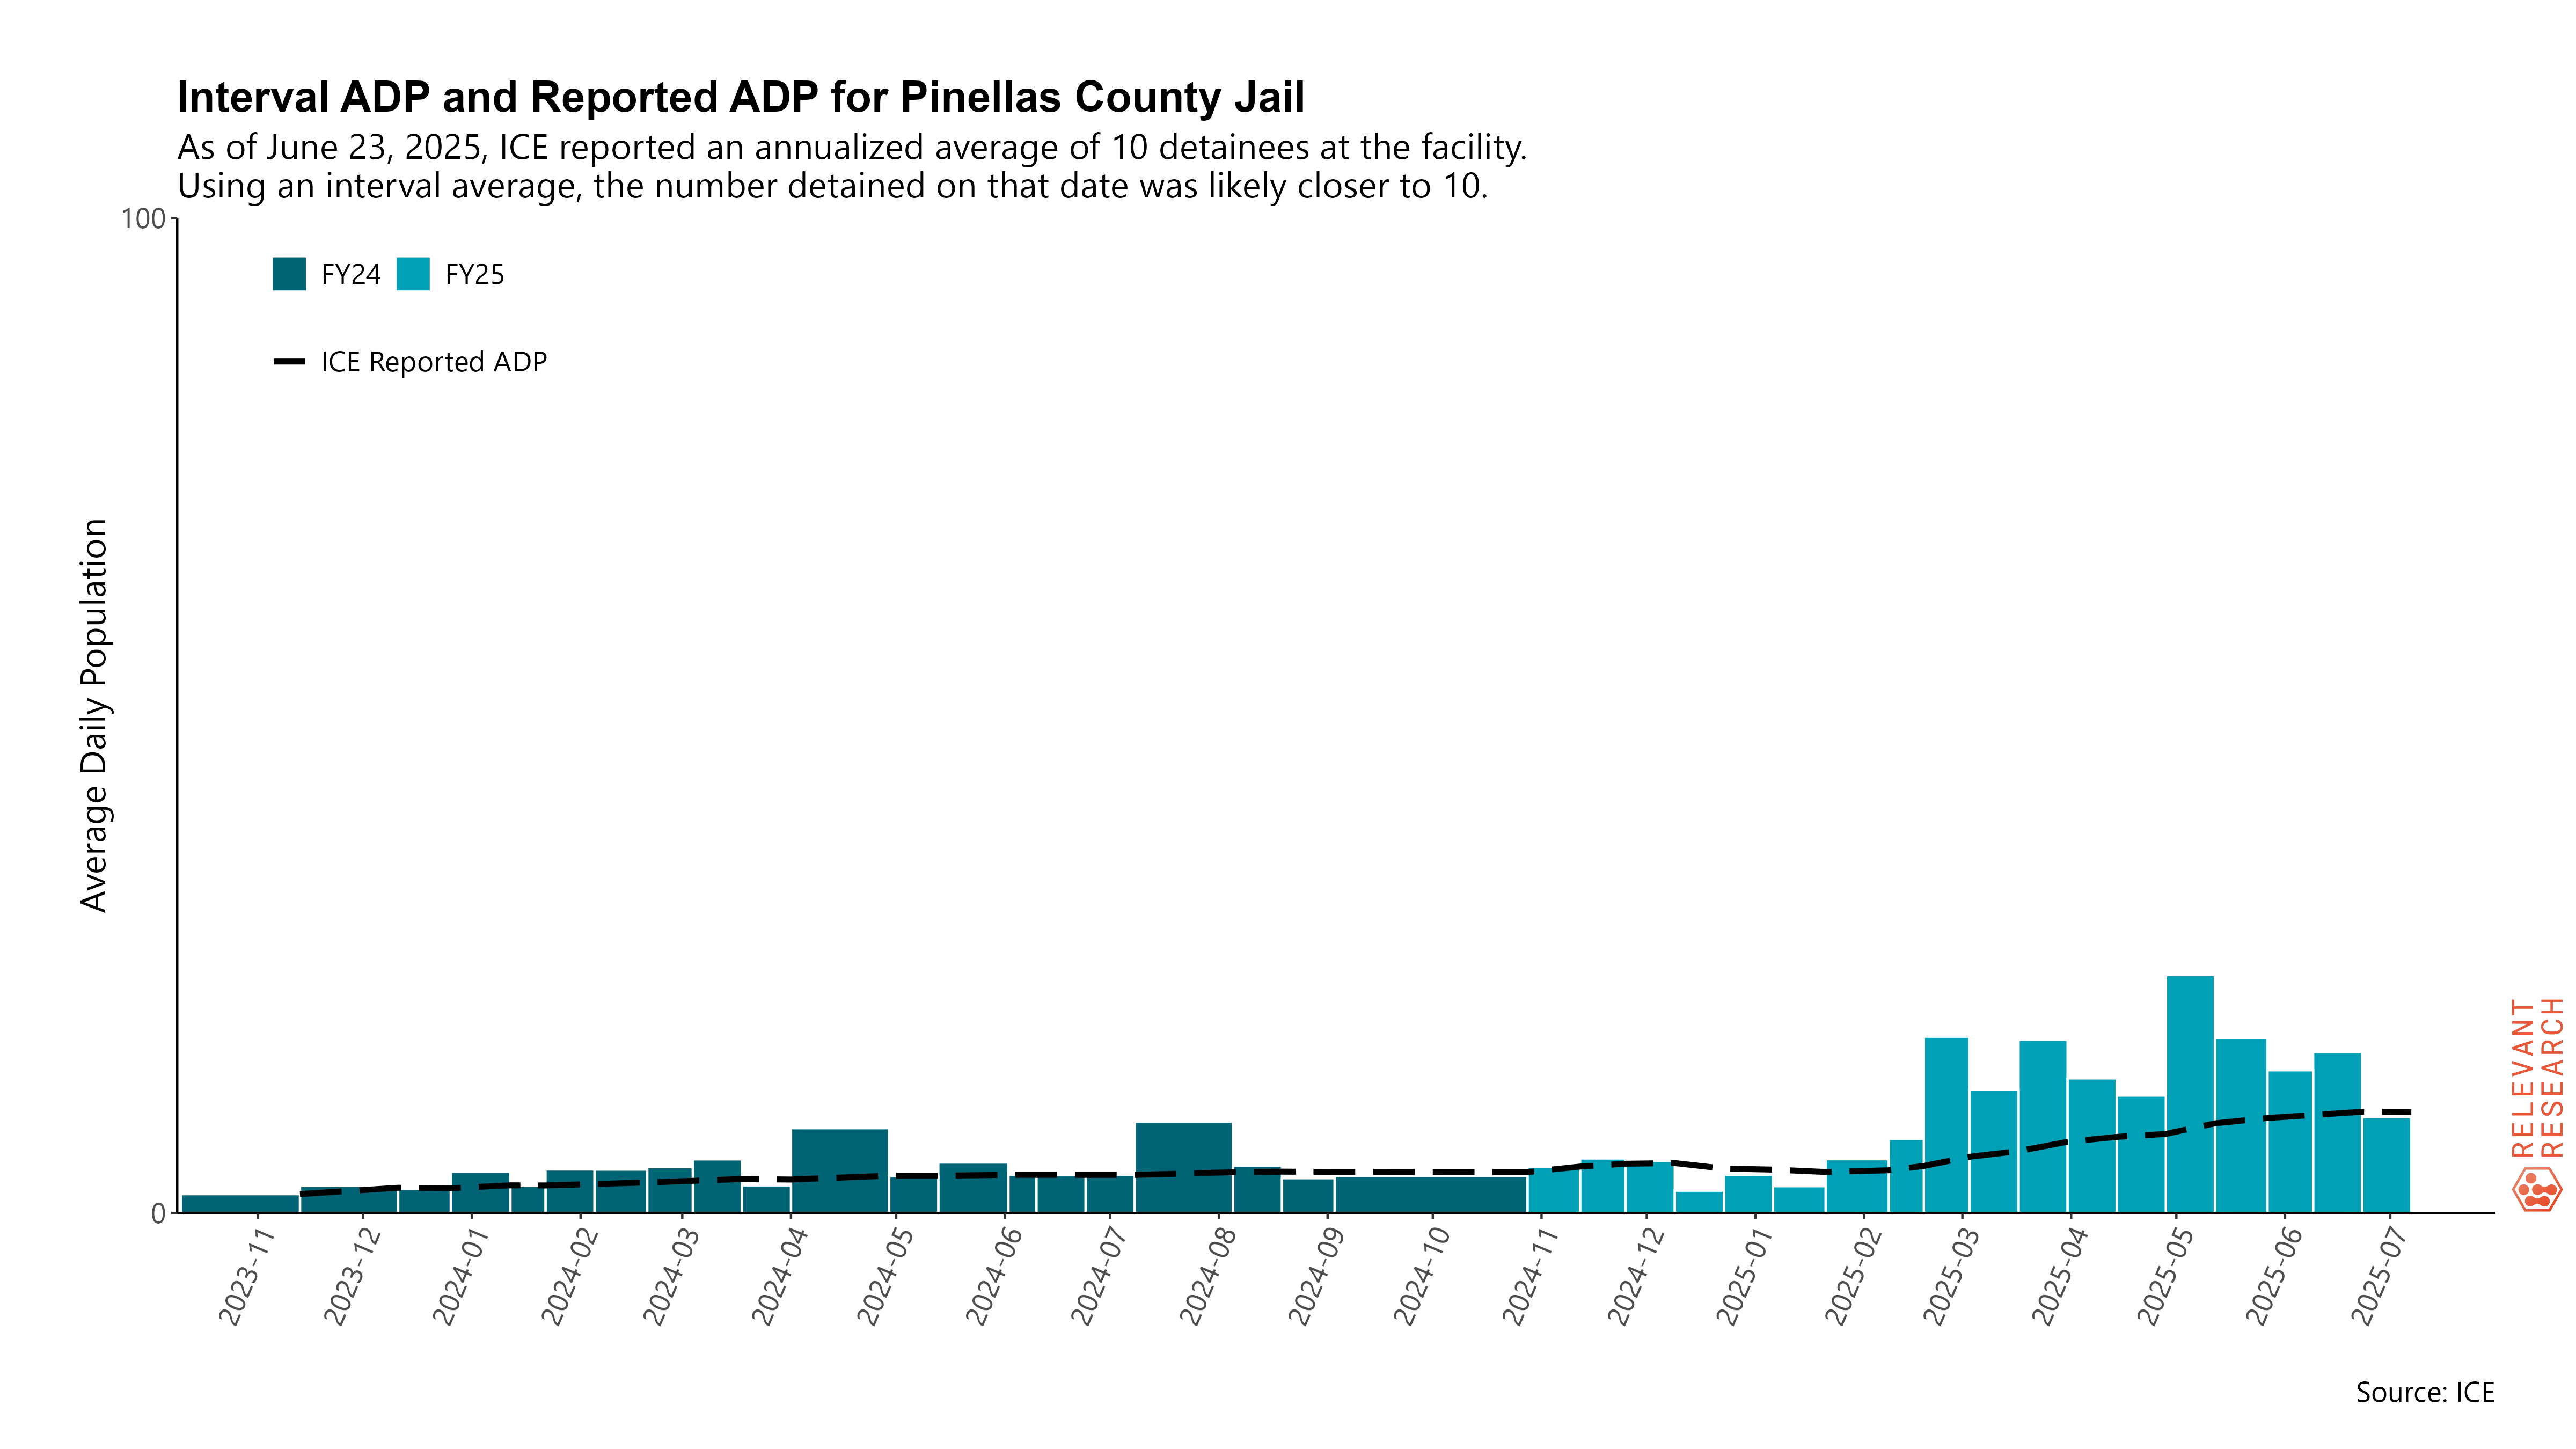 Interval ADP and Reported ADP for Pinellas County Jail
As of June 23, 2025, ICE reported an annualized average of 10 detainees at the facility.
Using an interval average, the number detained on that date was likely closer to 10.
100
FY24
FY25
ICE Reported ADP
Average Daily Population
0
2023-11
2023-12
2024-01
2024-02
2024-03
2024-04
2024-05
2024-06
2024-07
2024-08
2024-09
2024-10
2024-11
2024-12
2025-01
2025-02
2025-03
2025-04
2025-05
2025-06
2025-07
RELEVANT
RESEARCH
Source: ICE